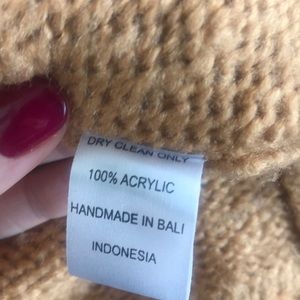 DRY CLEAN ONLY
100% ACRYLIC
HANDMADE IN BALI
INDONESIA